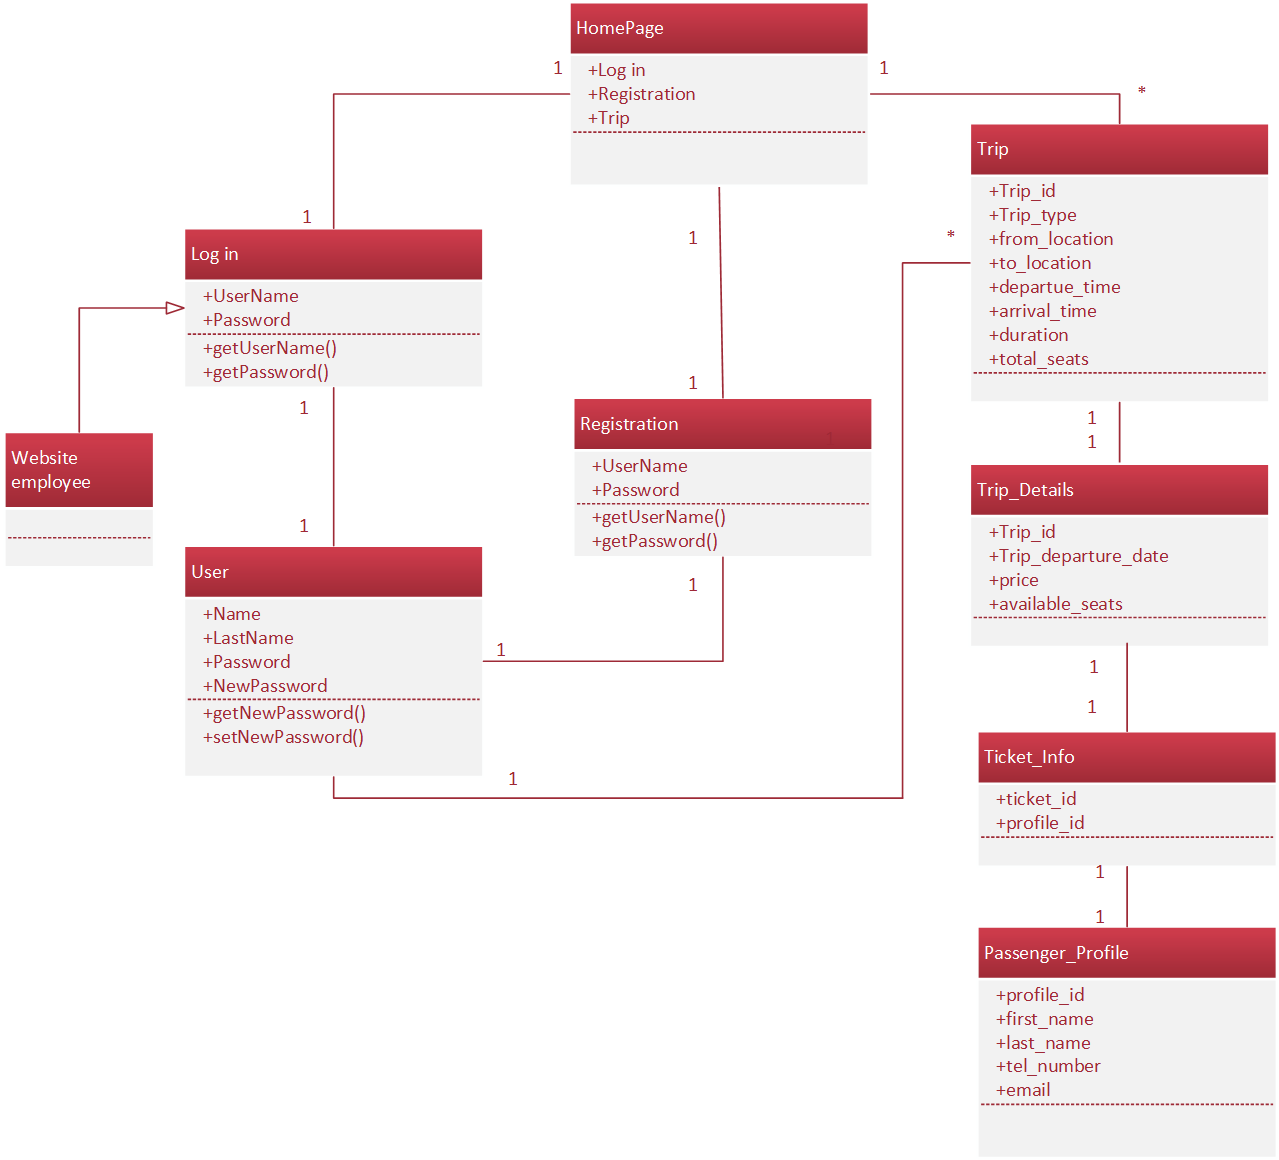 HomePage
+Log in
+Registration
+Trip
1
1
*
1
1
1
Trip
+Trip_id
+Trip_type
+from_location
+to_location
+departue_time
+arrival_time
+duration
+total_seats
*
Log in
+UserName
+Password
+getUserName()
+getPassword()
1
1
Website
employee
Registration
1
+UserName
+Password
+getUserName()
+getPassword()
1
1
User
+Name
+LastName
+Password
+NewPassword
+getNewPassword()
+setNewPassword()
1
1
1
Trip_Details
+Trip_id
+Trip_departure_date
+price
+available_seats
1
1
Ticket_Info
+ticket_id
+profile_id
1
1
Passenger_Profile
+profile_id
+first_name
+last_name
+tel_number
+email